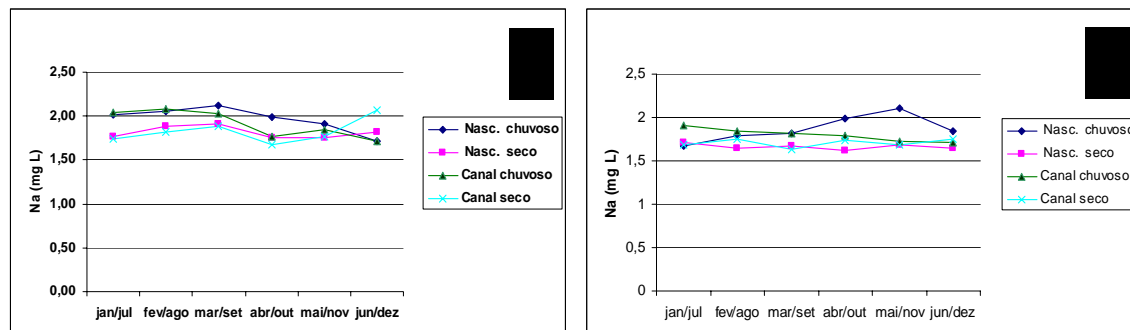 2,50
2,00
1,50
1,00
0,50
0,00
Na (mg L)
jan/jul fev/ago mar/set abr/out mai/nov jun/dez
Nasc. chuvoso
Nasc. seco
Canal chuvoso
Canal seco
2,5
2
1,5
1
0,5
0
Na (mg L)
jan/jul fev/ago mar/set abr/out mai/nov jun/dez
Nasc. chuvoso
Nasc. seco
Canal chuvoso
Canal seco